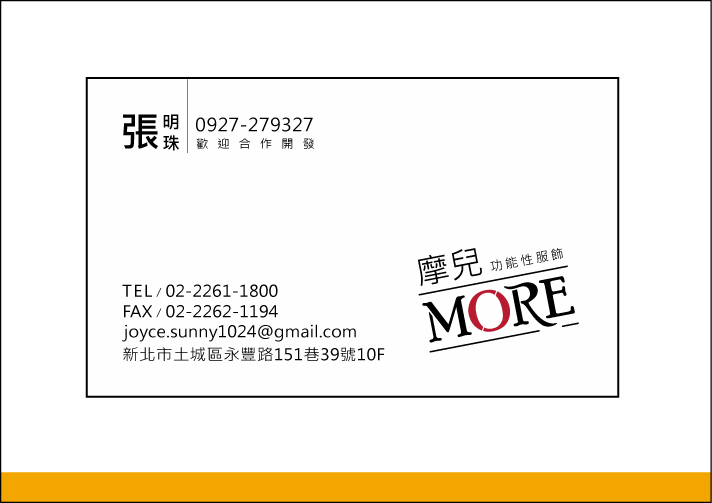 張明珠
0927-279327
歡迎合作開發
摩兒 功能性服飾
MORE
TEL / 02-2261-1800
FAX / 02-2262-1194
joyce.sunny1024@gmail.com
新北市土城區永豐路151巷39號10F